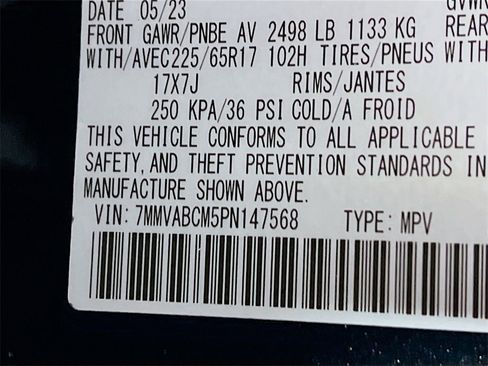 DATE 05/23 GVWR
FRONT GAWR/PNBE AV 2498 LB 1133 KG REAR
WITH/AVEC225/65R17 102H TIRES/PNEUS WITH
17X7J RIMS/JANTES
250 KPA/36 PSI COLD/A FROID
THIS VEHICLE CONFORMS TO ALL APPLICABLE
SAFETY, AND THEFT PREVENTION STANDARDS IN
MANUFACTURE SHOWN ABOVE.
VIN: 7MMVABCM5PN147568 TYPE: MPV